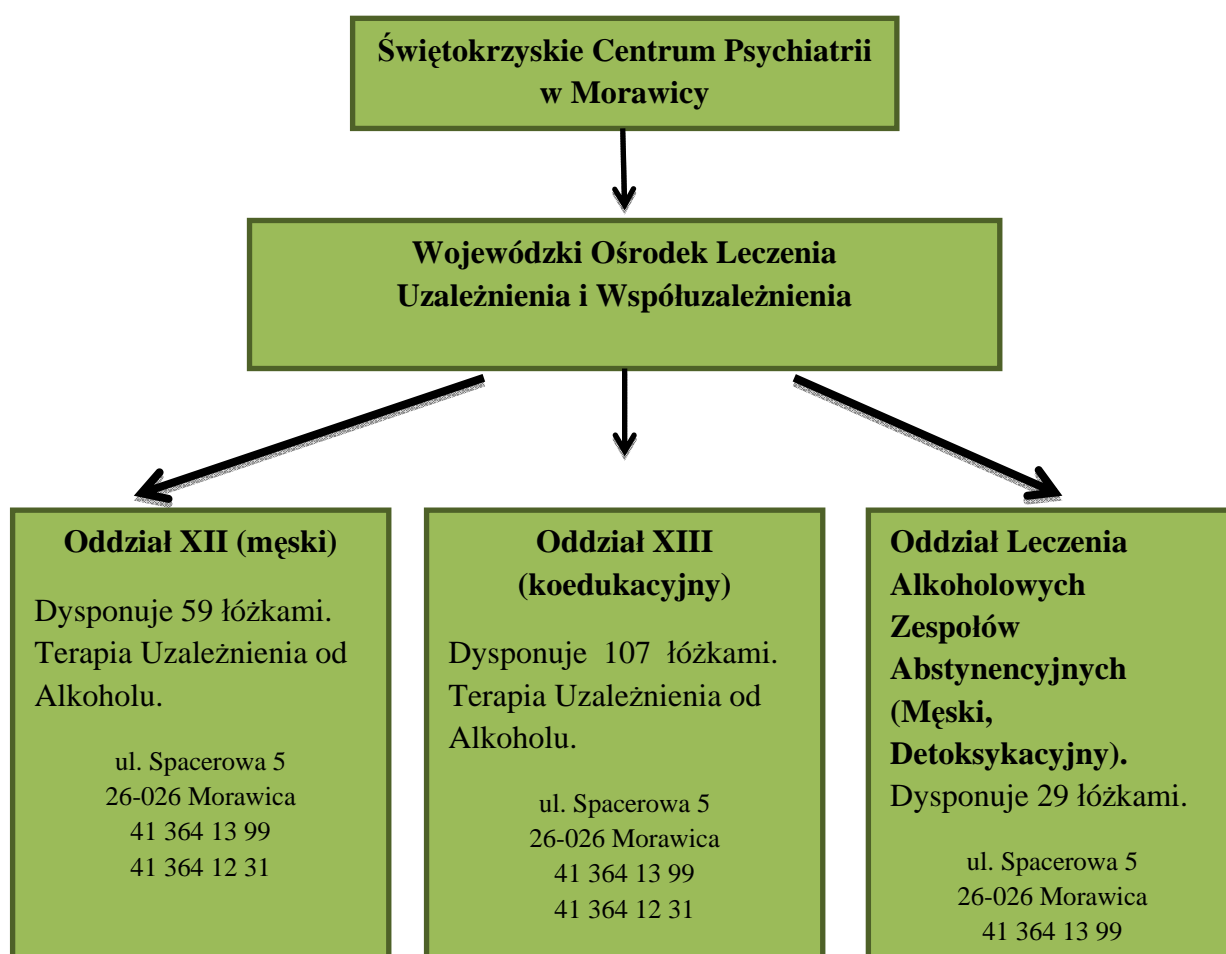 Świętokrzyskie Centrum Psychiatrii
w Morawicy
Wojewódzki Ośrodek Leczenia
Uzależnienia i Współuzależnienia
Oddział XII (męski)
Dysponuje 59 łóżkami.
Terapia Uzależnienia od
Alkoholu.
ul. Spacerowa 5
26-026 Morawica
41 364 13 99
41 364 12 31
Oddział XIII
(koedukacyjny)
Dysponuje 107 łóżkami.
Terapia Uzależnienia od
Alkoholu.
ul. Spacerowa 5
26-026 Morawica
41 364 13 99
41 364 12 31
Oddział Leczenia
Alkoholowych
Zespołów
Abstynencyjnych
(Męski,
Detoksykacyjny).
Dysponuje 29 łóżkami.
ul. Spacerowa 5
26-026 Morawica
41 364 13 99